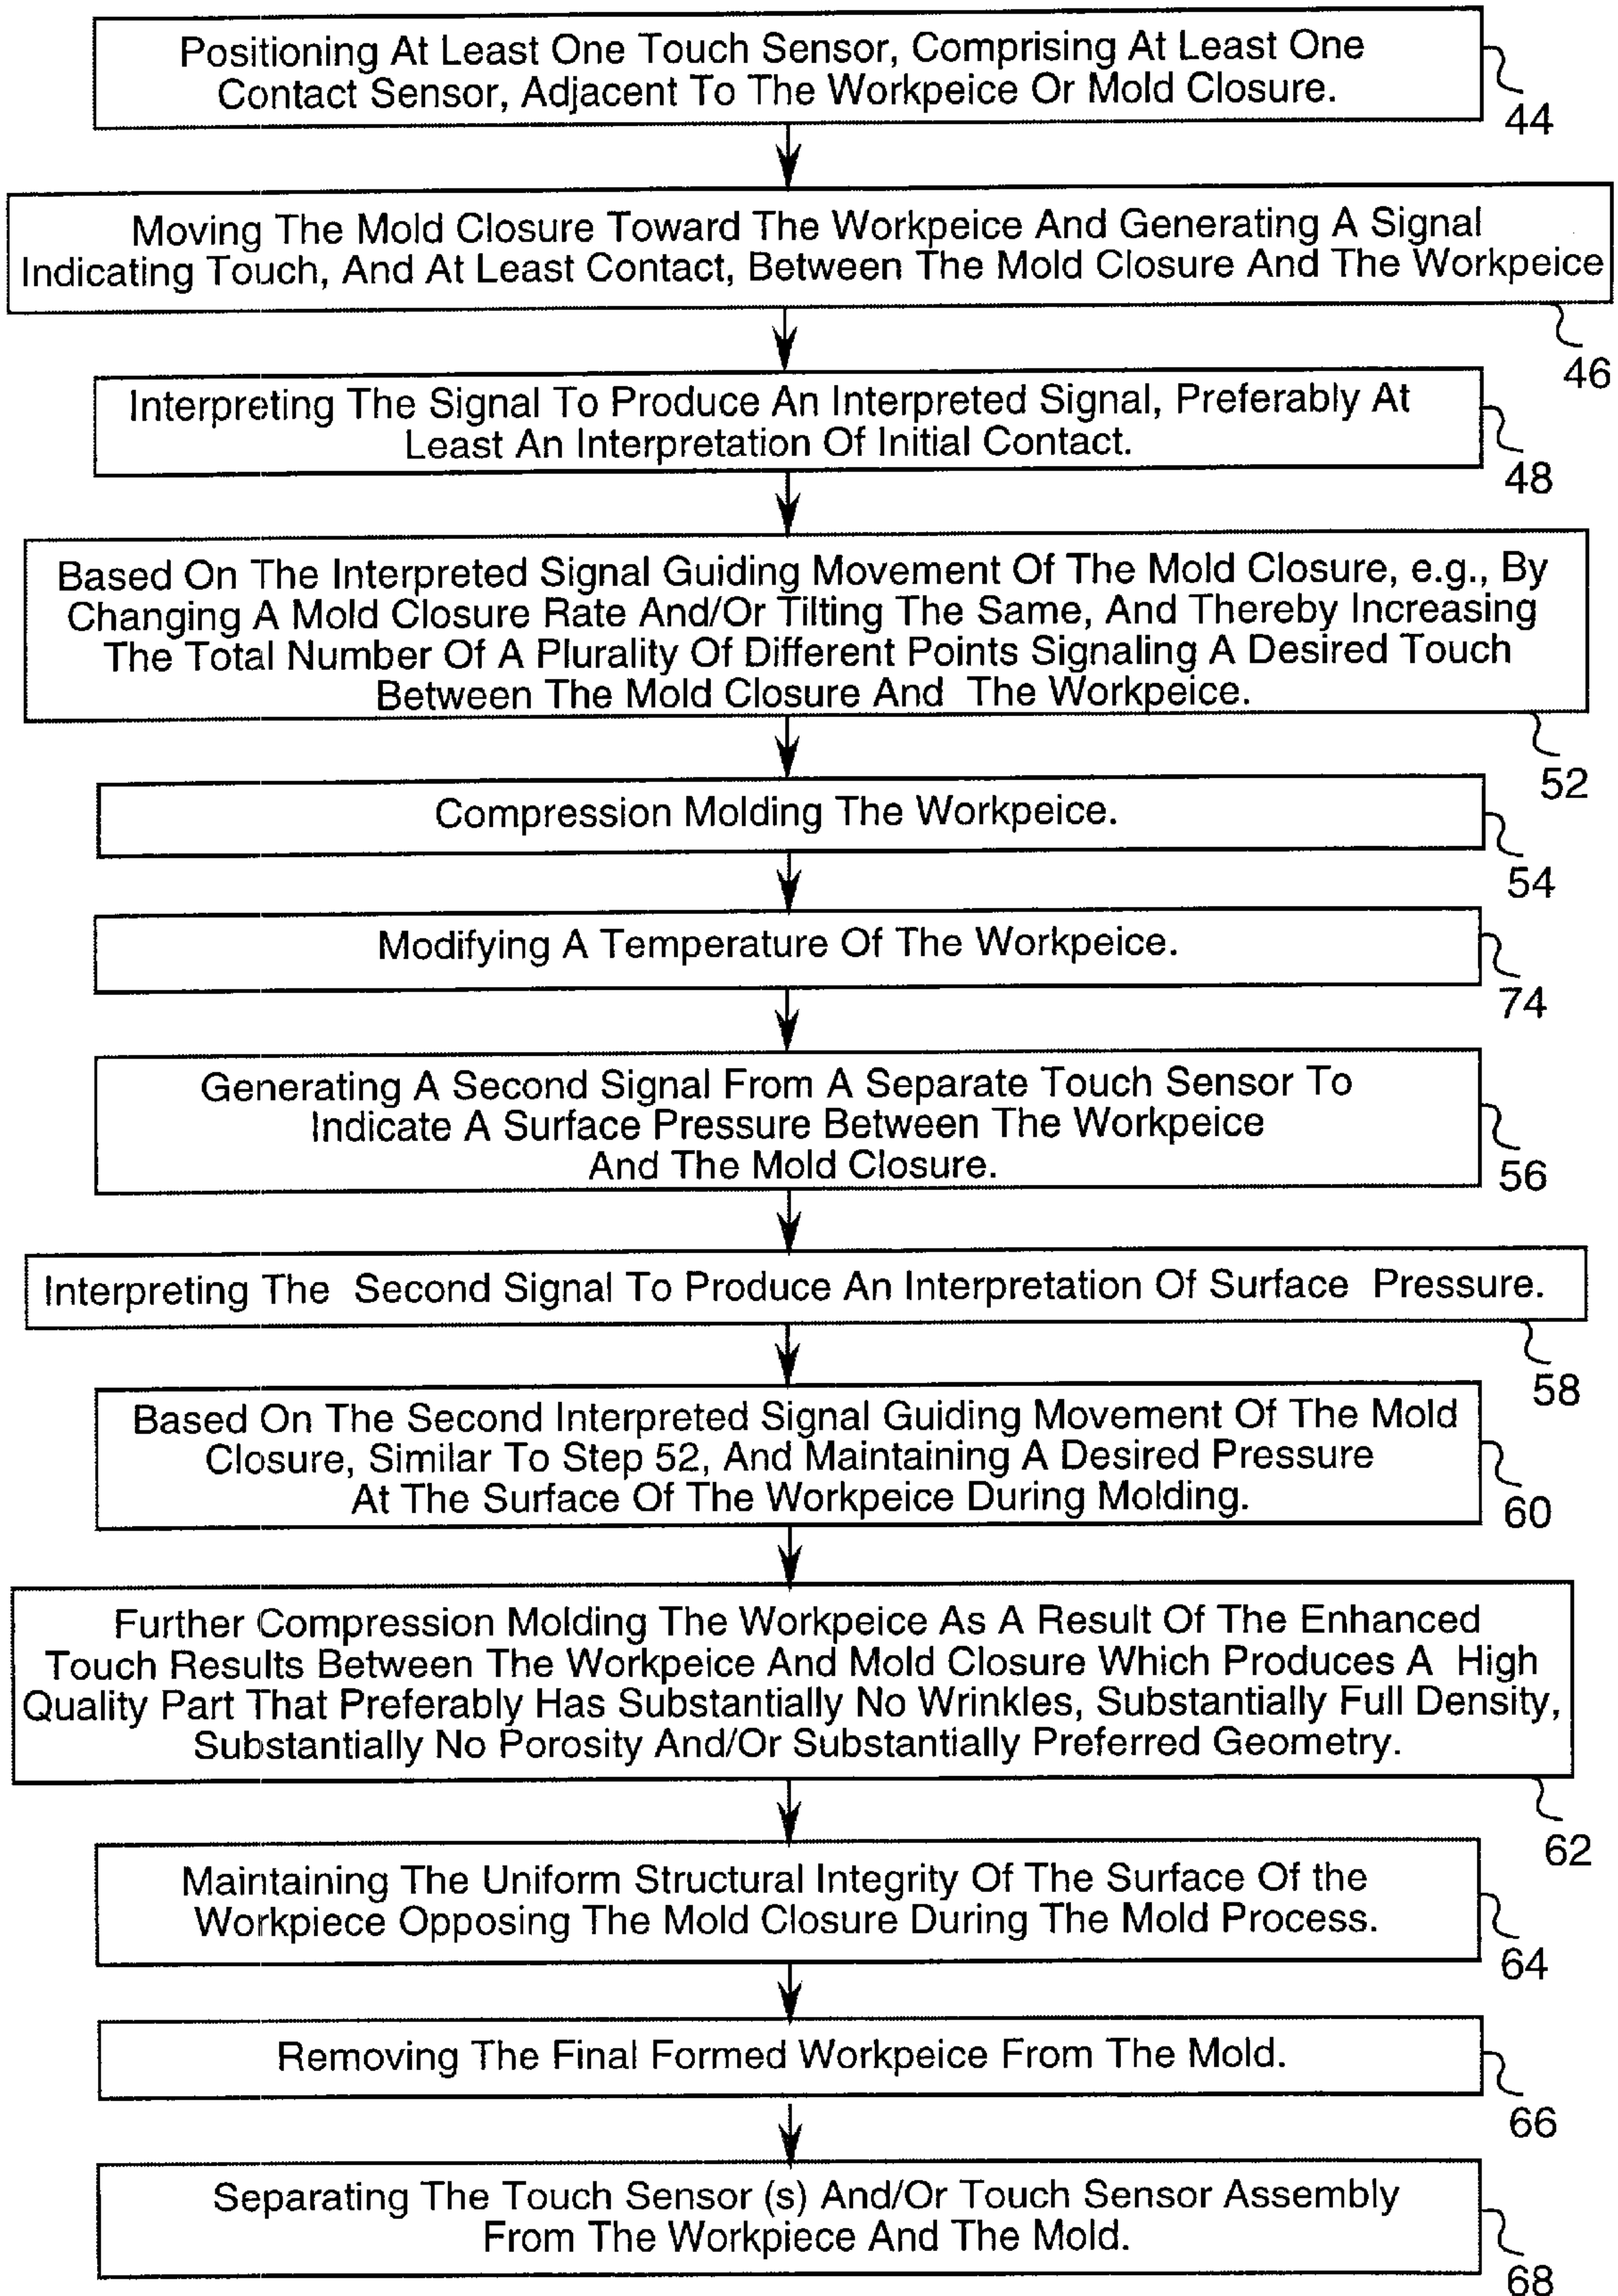 Positioning At Least One Touch Sensor, Comprising At Least One
Contact Sensor, Adjacent To The Workpeice Or Mold Closure.
44
Moving The Mold Closure Toward The Workpeice And Generating A Signal
Indicating Touch, And At Least Contact, Between The Mold Closure And The Workpeice
46
Interpreting The Signal To Produce An Interpreted Signal, Preferably At
Least An Interpretation Of Initial Contact.
48
Based On The Interpreted Signal Guiding Movement Of The Mold Closure, e.g., By
Changing A Mold Closure Rate And/Or Tilting The Same, And Thereby Increasing
The Total Number Of A Plurality Of Different Points Signaling A Desired Touch
Between The Mold Closure And The Workpeice.
52
Compression Molding The Workpeice.
54
Modifying A Temperature Of The Workpeice.
74
Generating A Second Signal From A Separate Touch Sensor To
Indicate A Surface Pressure Between The Workpeice
And The Mold Closure.
56
Interpreting The Second Signal To Produce An Interpretation Of Surface Pressure.
58
Based On The Second Interpreted Signal Guiding Movement Of The Mold
Closure, Similar To Step 52, And Maintaining A Desired Pressure
At The Surface Of The Workpeice During Molding.
60
Further Compression Molding The Workpeice As A Result Of The Enhanced
Touch Results Between The Workpeice And Mold Closure Which Produces A High
Quality Part That Preferably Has Substantially No Wrinkles, Substantially Full Density,
Substantially No Porosity And/Or Substantially Preferred Geometry.
62
Maintaining The Uniform Structural Integrity Of The Surface Of the
Workpiece Opposing The Mold Closure During The Mold Process.
64
Removing The Final Formed Workpeice From The Mold.
66
Separating The Touch Sensor (s) And/Or Touch Sensor Assembly
From The Workpiece And The Mold.
68